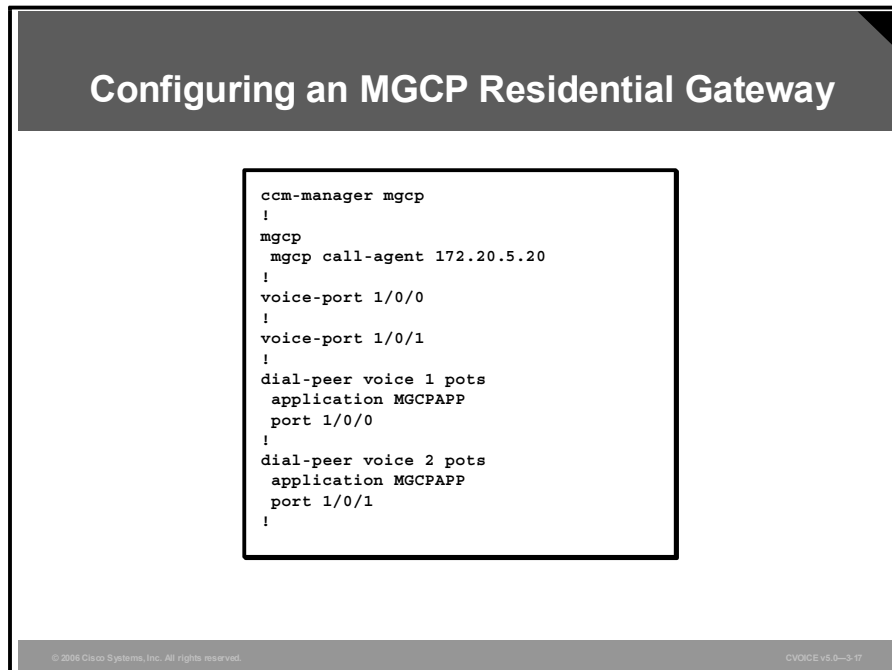 Configuring an MGCP Residential Gateway
ccm-manager mgcp
!
mgcp
 mgcp call-agent 172.20.5.20
!
voice-port 1/0/0
!
voice-port 1/0/1
!
dial-peer voice 1 pots
 application MGCPAPP
 port 1/0/0
!
dial-peer voice 2 pots
 application MGCPAPP
 port 1/0/1
!
© 2006 Cisco Systems, Inc. All rights reserved.
CVOICE v5.0—3-17